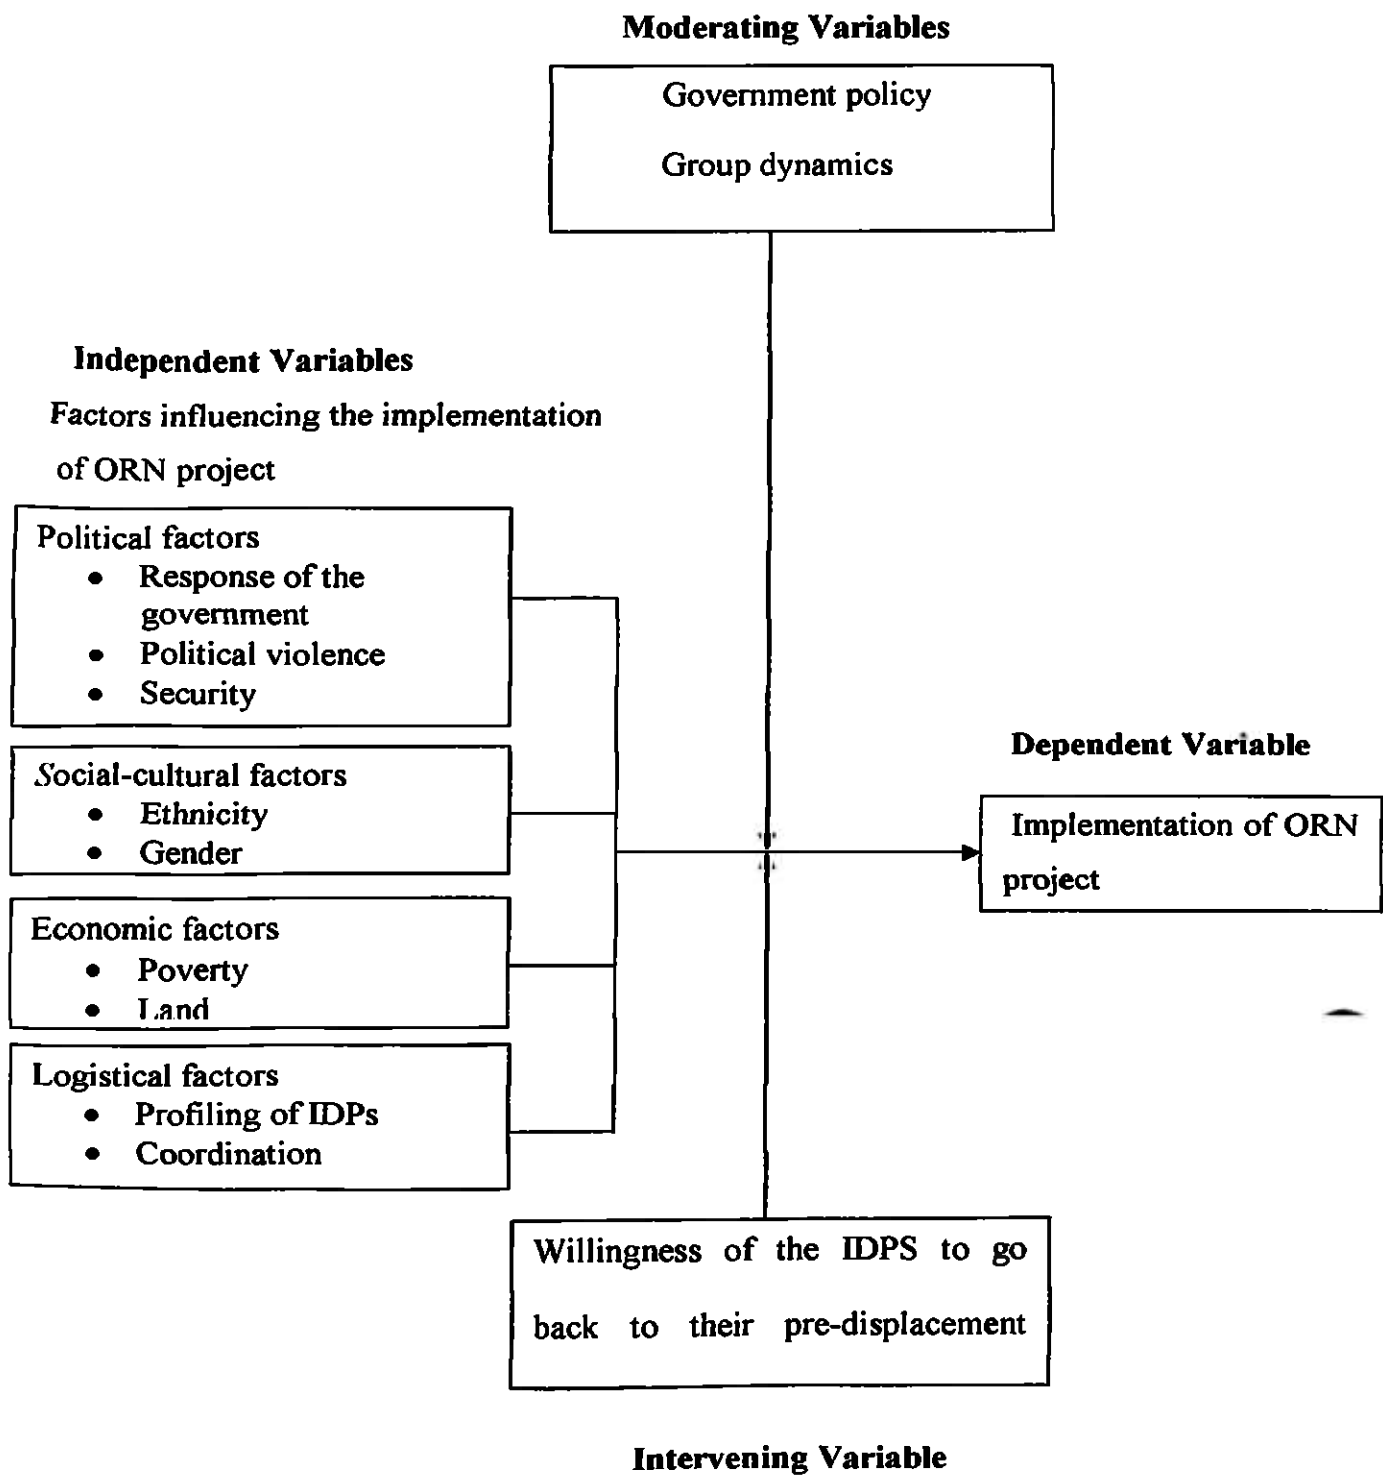 Moderating Variables
Government policy
Group dynamics
Independent Variables
Factors influencing the implementation
of ORN project
Political factors
• Response of the
government
• Political violence
• Security
Social-cultural factors
• Ethnicity
• Gender
Economic factors
• Poverty
• Land
Logistical factors
• Profiling of IDPs
• Coordination
Dependent Variable
Implementation of ORN
project
Willingness of the IDPS to go
back to their pre-displacement
Intervening Variable